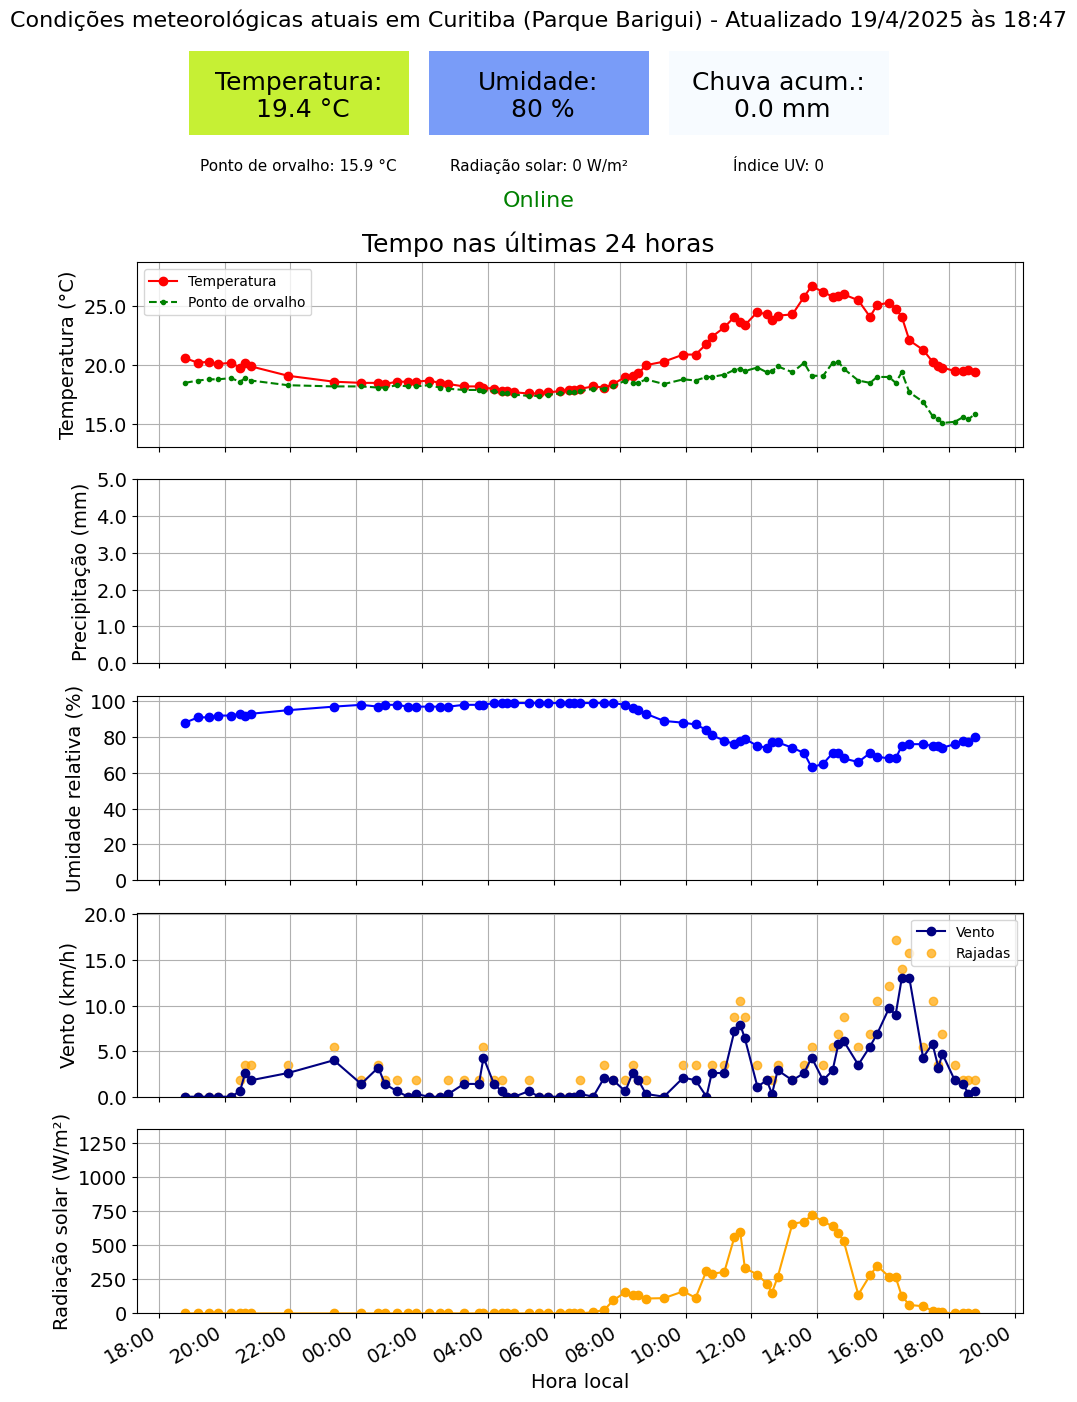 Condições meteorológicas atuais em Curitiba (Parque Barigui) - Atualizado 19/4/2025 às 18:47
Temperatura:
19.4 °C
Umidade:
80 %
Chuva acum.:
0.0 mm
Ponto de orvalho: 15.9 °C
Radiação solar: 0 W/m²
Índice UV: 0
Online
Tempo nas últimas 24 horas
Temperatura (°C)
25.0
20.0
15.0
Temperatura
Ponto de orvalho
Precipitação (mm)
5.0
4.0
3.0
2.0
1.0
0.0
Umidade relativa (%)
100
80
60
40
20
0
Vento (km/h)
20.0
15.0
10.0
5.0
0.0
Vento
Rajadas
Radiação solar (W/m²)
1250
1000
750
500
250
0
18:00
20:00
22:00
00:00
02:00
04:00
06:00
08:00
10:00
12:00
14:00
16:00
18:00
20:00
Hora local